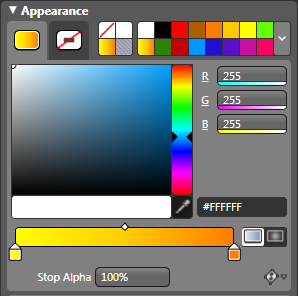 Appearance
R 255
G 255
B 255
#FFFFFF
Stop Alpha 100%